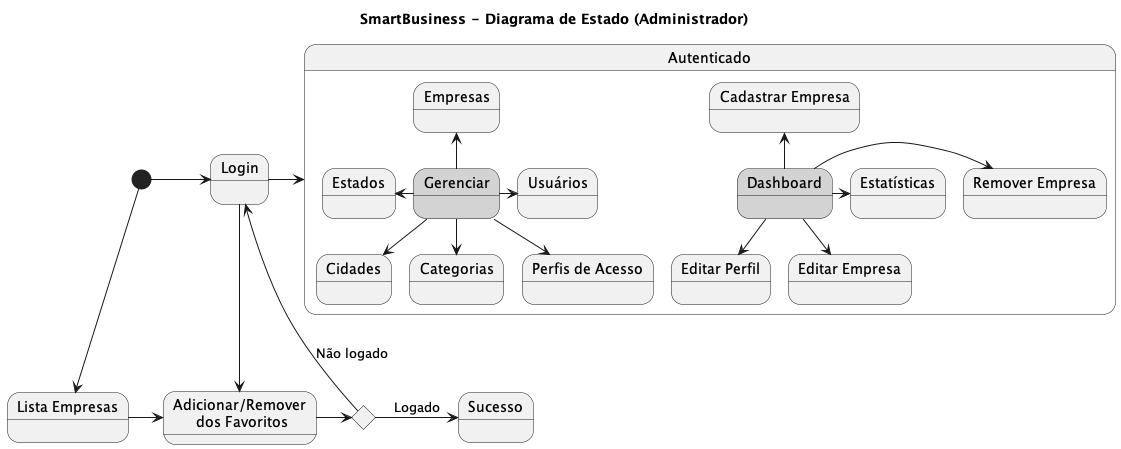 SmartBusiness - Diagrama de Estado (Administrador)
Autenticado
Empresas
Cadastrar Empresa
Login
Estados
Gerenciar
Usuários
Dashboard
Estatísticas
Remover Empresa
Cidades
Categorias
Perfis de Acesso
Editar Perfil
Editar Empresa
Não logado
Lista Empresas
Adicionar/Remover
dos Favoritos
Logado
Sucesso